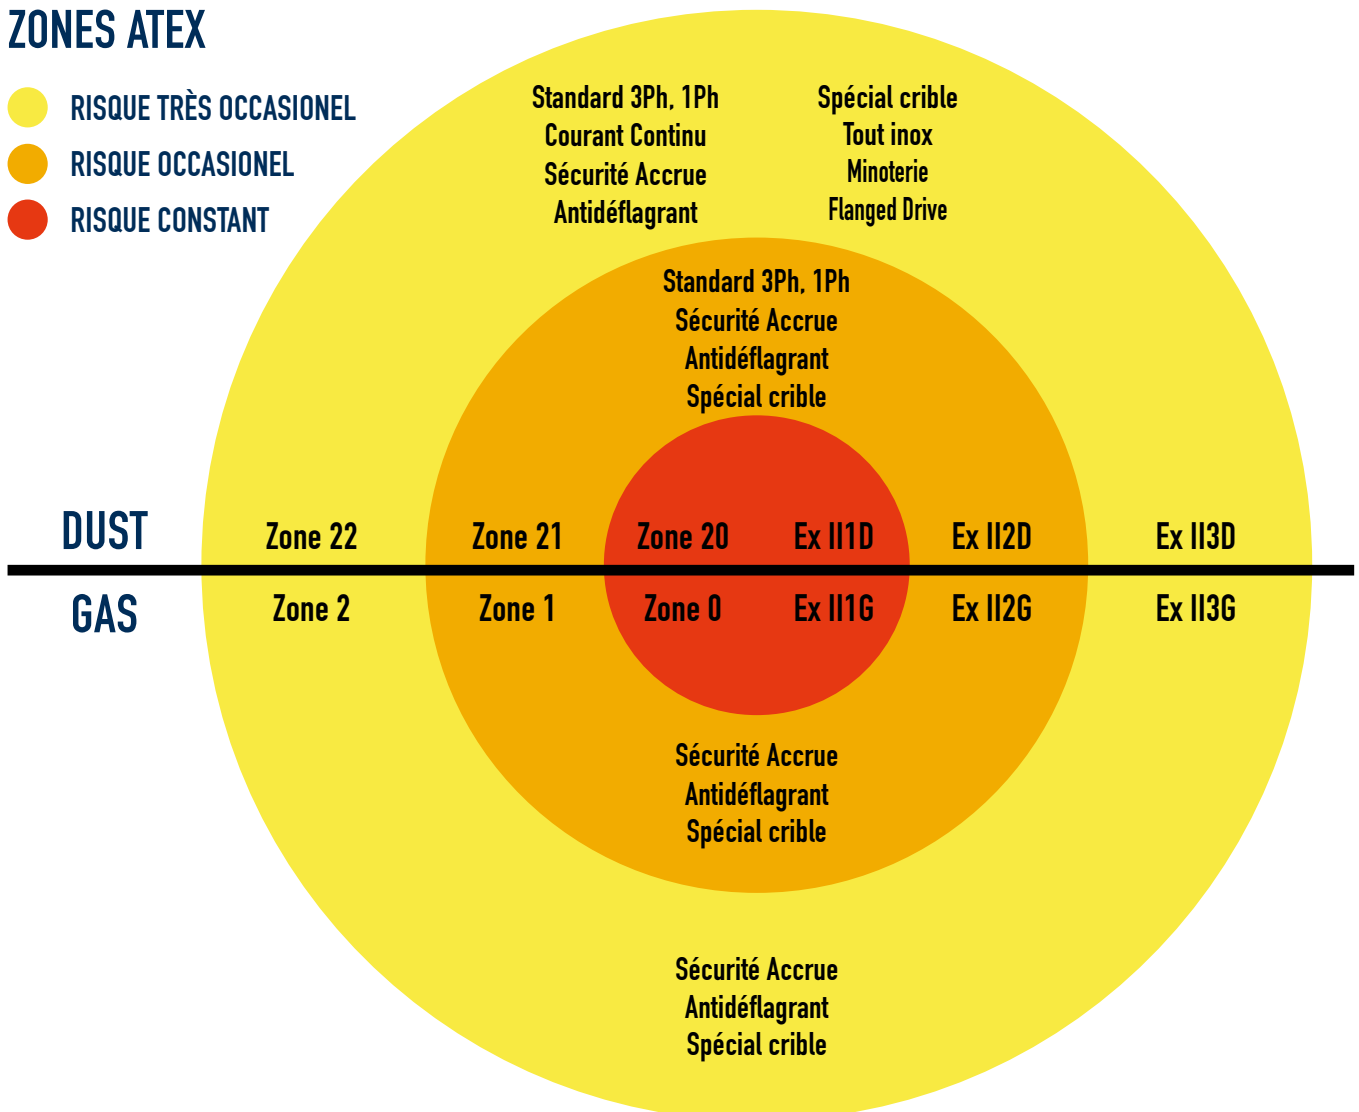 ZONES ATEX
RISQUE TRÈS OCCASIONEL
RISQUE OCCASIONEL
RISQUE CONSTANT
Standard 3Ph, 1Ph
Courant Continu
Sécurité Accrue
Antidéflagrant
Spécial crible
Tout inox
Minoterie
Flanged Drive
Standard 3Ph, 1Ph
Sécurité Accrue
Antidéflagrant
Spécial crible
DUST Zone 22 Zone 21 Zone 20 Ex II1D Ex II2D Ex II3D
GAS Zone 2 Zone 1 Zone 0 Ex II1G Ex II2G Ex II3G
Sécurité Accrue
Antidéflagrant
Spécial crible
Sécurité Accrue
Antidéflagrant
Spécial crible